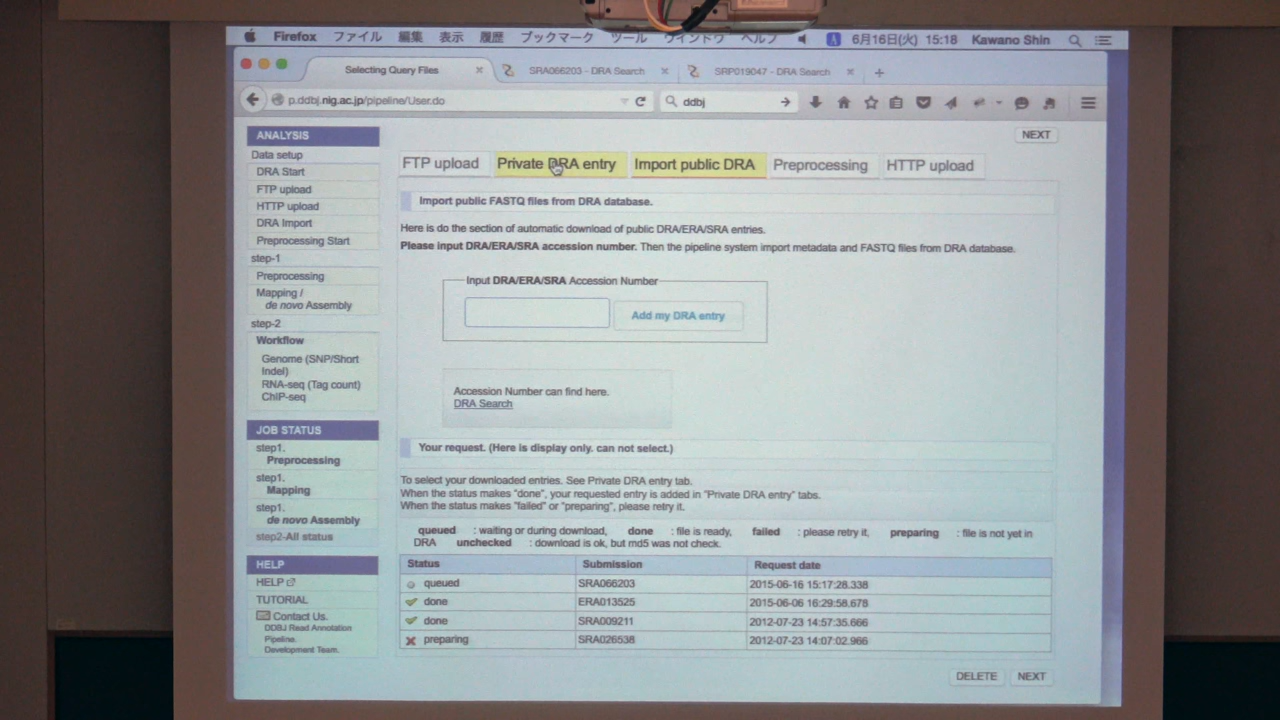 Firefox ファイル 編集 表示 履歴 ブックマーク ツール ウインドウ ヘルプ 6月16日(火) 15:18 Kawano Shin
Selecting Query Files SRA066203 - DRA Search SRP019047 - DRA Search
p.ddbj.nig.ac.jp/pipeline/User.do ddbj
ANALYSIS
Data setup
DRA Start
FTP upload
HTTP upload
DRA Import
Preprocessing Start
step-1
Preprocessing
Mapping /
de novo Assembly
step-2
Workflow
Genome (SNP/Short
Indel)
RNA-seq (Tag count)
ChIP-seq
JOB STATUS
step1.
Preprocessing
step1.
Mapping
step1.
de novo Assembly
step2-All status
HELP
HELP
TUTORIAL
Contact Us.
DDBJ Read Annotation
Pipeline.
Development Team.
NEXT
FTP upload Private DRA entry Import public DRA Preprocessing HTTP upload
Import public FASTQ files from DRA database.
Here is do the section of automatic download of public DRA/ERA/SRA entries.
Please input DRA/ERA/SRA accession number. Then the pipeline system import metadata and FASTQ files from DRA database.
Input DRA/ERA/SRA Accession Number
Add my DRA entry
Accession Number can find here.
DRA Search
Your request. (Here is display only. can not select.)
To select your downloaded entries. See Private DRA entry tab.
When the status makes "done", your requested entry is added in "Private DRA entry" tabs.
When the status makes "failed" or "preparing", please retry it.
queued : waiting or during download, done : file is ready, failed : please retry it, preparing : file is not yet in
DRA unchecked : download is ok, but md5 was not check.
Status Submission Request date
queued SRA066203 2015-06-16 15:17:28.338
done ERA013525 2015-06-06 16:29:58.678
done SRA009211 2012-07-23 14:57:35.666
preparing SRA026538 2012-07-23 14:07:02.966
DELETE NEXT